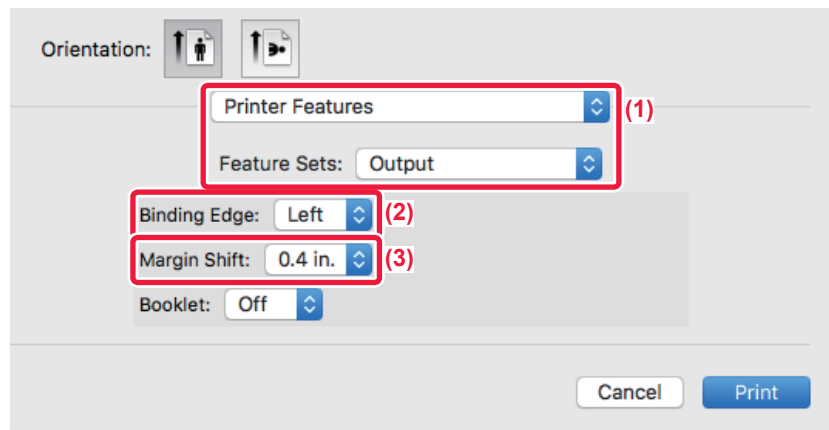 Orientation:
Printer Features
(1)
Feature Sets: Output
Binding Edge: Left
(2)
Margin Shift: 0.4 in.
(3)
Booklet: Off
Cancel
Print